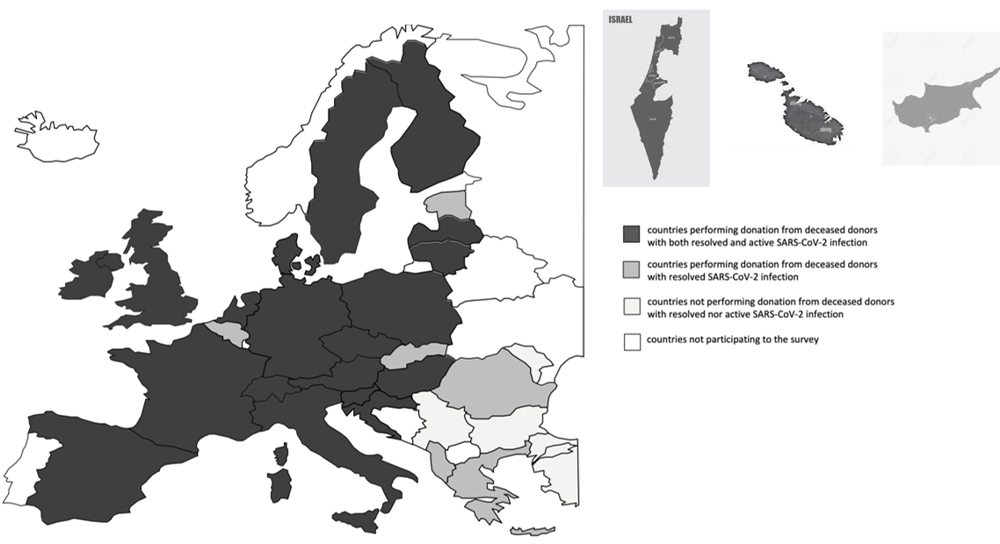 ISRAEL
countries performing donation from deceased donors
with both resolved and active SARS-CoV-2 infection
countries performing donation from deceased donors
with resolved SARS-CoV-2 infection
countries not performing donation from deceased donors
with resolved nor active SARS-CoV-2 infection
countries not participating to the survey